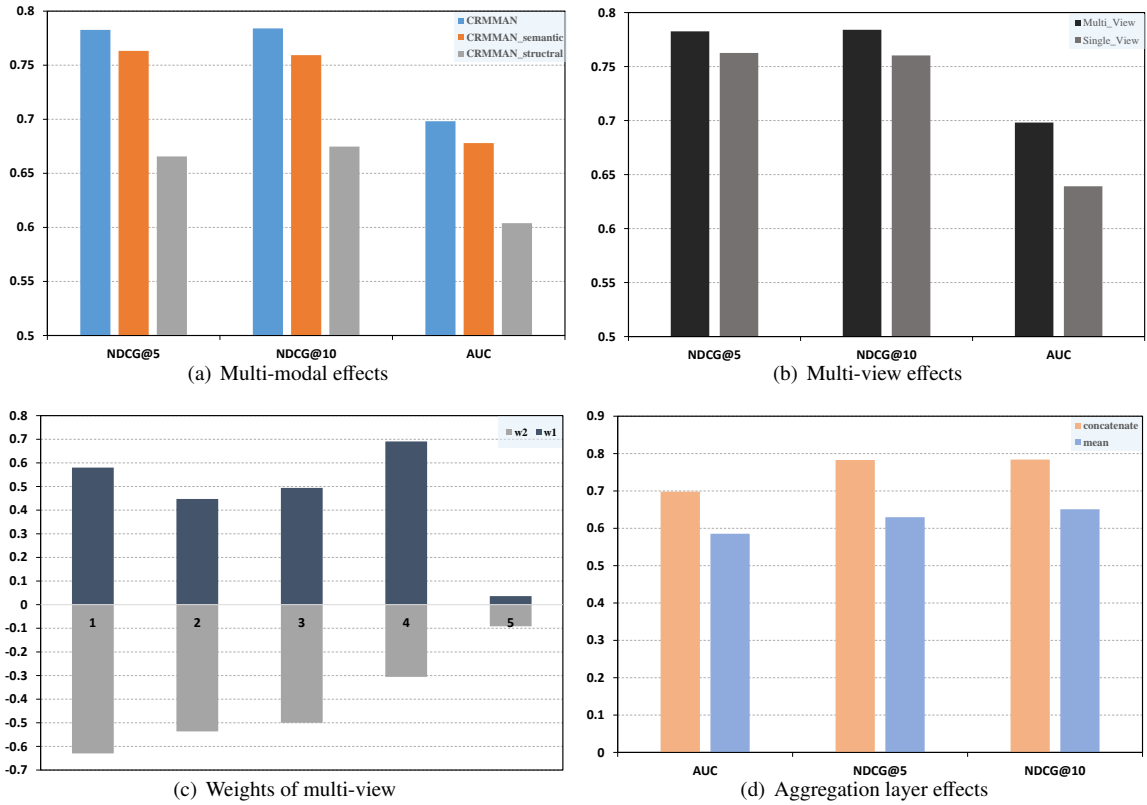 0.8
0.75
0.7
0.65
0.6
0.55
0.5
CRMMAN
CRMMAN_semantic
CRMMAN_structral
NDCG@5 NDCG@10 AUC
(a) Multi-modal effects
0.8
0.75
0.7
0.65
0.6
0.55
0.5
Multi_View
Single_View
NDCG@5 NDCG@10 AUC
(b) Multi-view effects
0.8
0.7
0.6
0.5
0.4
0.3
0.2
0.1
0
-0.1
-0.2
-0.3
-0.4
-0.5
-0.6
-0.7
w2 w1
1 2 3 4 5
(c) Weights of multi-view
0.9
0.8
0.7
0.6
0.5
0.4
0.3
0.2
0.1
0
concatenate
mean
AUC NDCG@5 NDCG@10
(d) Aggregation layer effects